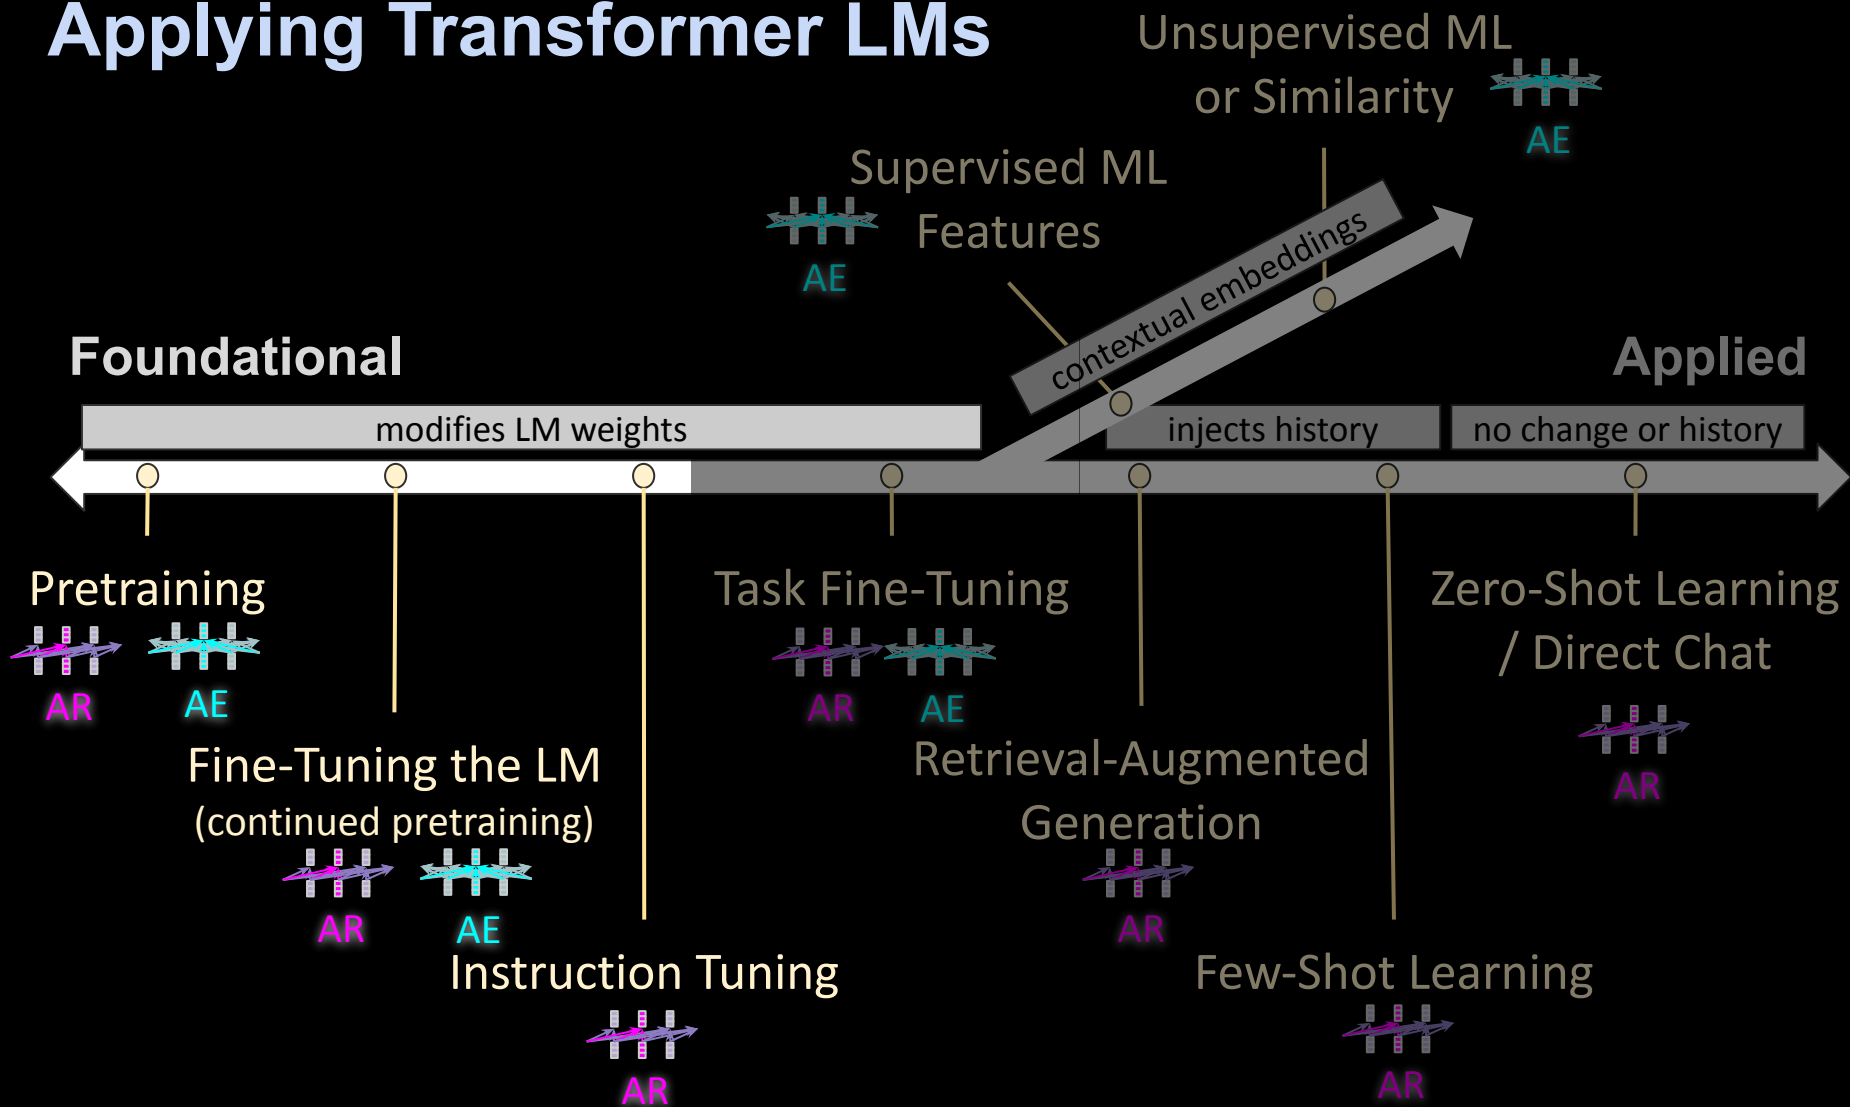 Applying Transformer LMs
Unsupervised ML
or Similarity
AE
Supervised ML
Features
AE
contextual embeddings
Foundational
Applied
modifies LM weights
injects history
no change or history
Pretraining
AR
AE
Fine-Tuning the LM
(continued pretraining)
AR
AE
Instruction Tuning
AR
Task Fine-Tuning
AR
AE
Retrieval-Augmented
Generation
AR
Few-Shot Learning
AR
Zero-Shot Learning
/ Direct Chat
AR